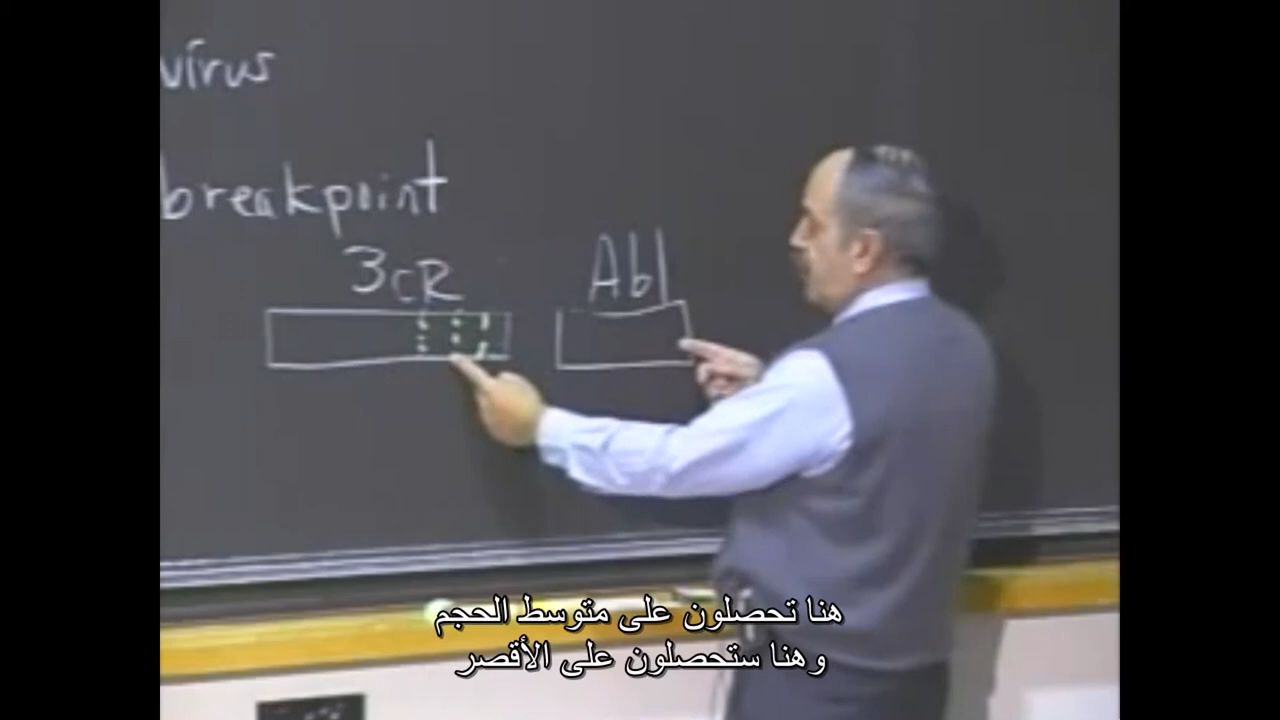 virus
breakpoint
3cR
Abl
هنا تحصلون على متوسط الحجم
وهنا ستحصلون على الأقصر